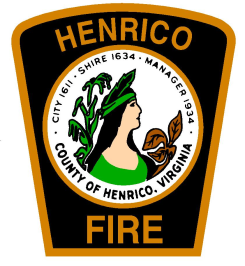 HENRICO
· CITY 1611 · SHIRE 1634 · MANAGER 1934 ·
COUNTY OF HENRICO, VIRGINIA
FIRE